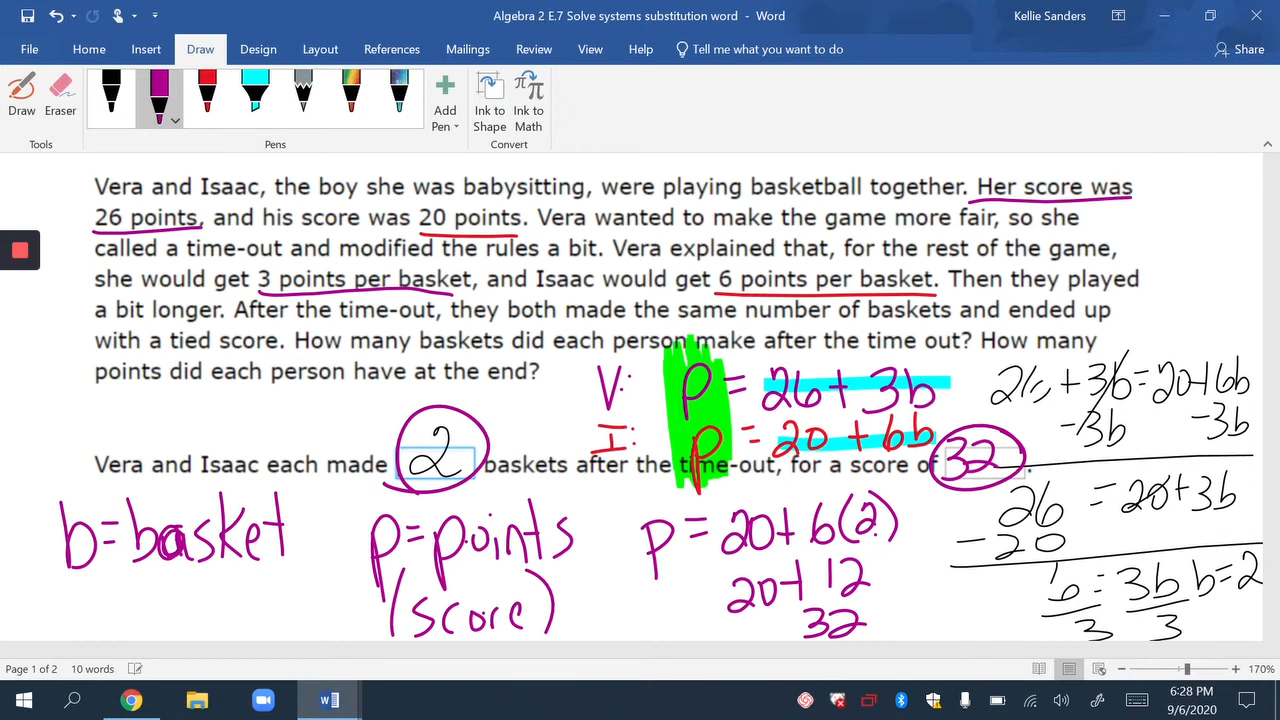 Algebra 2 E.7 Solve systems substitution word - Word
Kellie Sanders
File Home Insert Draw Design Layout References Mailings Review View Help Tell me what you to do
Share
Draw Eraser
Add Pen
Ink to Shape
Ink to Math
Tools
Pens
Convert
Vera and Isaac, the boy she was babysitting, were playing basketball together. Her score was
26 points, and his score was 20 points. Vera wanted to make the game more fair, so she
called a time-out and modified the rules a bit. Vera explained that, for the rest of the game,
she would get 3 points per basket, and Isaac would get 6 points per basket. Then they played
a bit longer. After the time-out, they both made the same number of baskets and ended up
with a tied score. How many baskets did each person make after the time out? How many
points did each person have at the end?
V: p = 26 + 3b
I: p = 20 + 6b
Vera and Isaac each made 2 baskets after the time-out, for a score of 32.
b = basket
p = points
(score)
p = 20 + 6(2)
20 + 12
32
26 + 3b = 20 + 6b
-3b -3b
26 = 20 + 3b
-20
6 = 3b b = 2
3 3
Page 1 of 2 10 words
170%
6:28 PM
9/6/2020